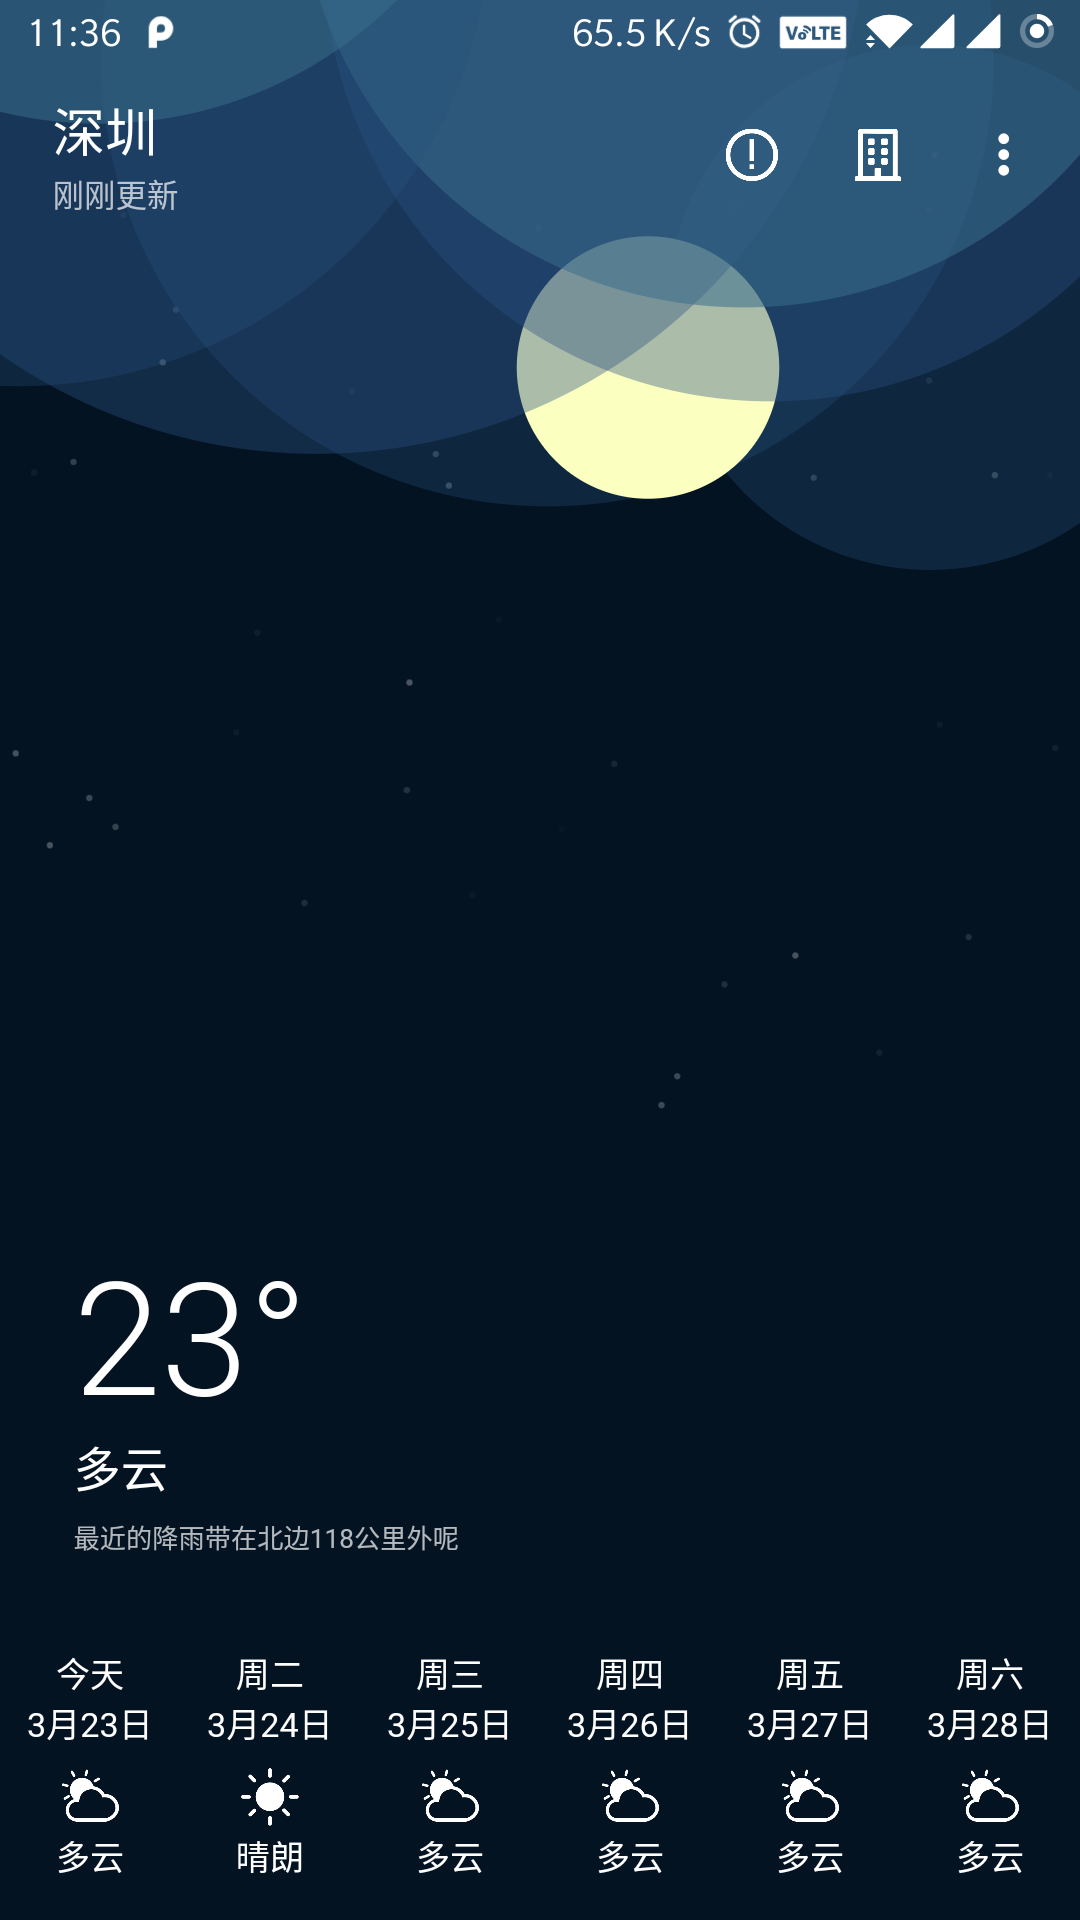 11:36
65.5 K/s VoLTE
深圳
刚刚更新
23°
多云
最近的降雨带在北边118公里外呢
今天 周二 周三 周四 周五 周六
3月23日 3月24日 3月25日 3月26日 3月27日 3月28日
多云 晴朗 多云 多云 多云 多云